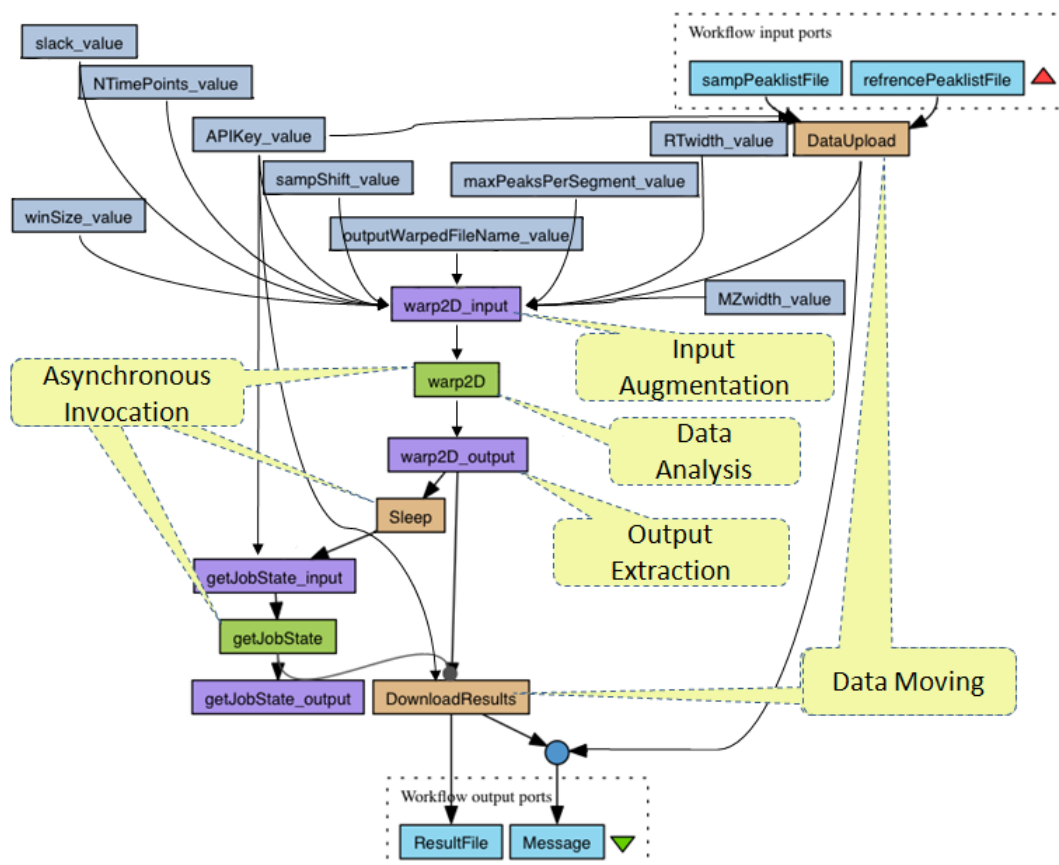 slack_value
Workflow input ports
NTimePoints_value
sampPeaklistFile
refrencePeaklistFile
APIKey_value
RTwidth_value
DataUpload
sampShift_value
maxPeaksPerSegment_value
winSize_value
outputWarpedFileName_value
MZwidth_value
warp2D_input
Input
Augmentation
Asynchronous
Invocation
warp2D
Data
Analysis
warp2D_output
Sleep
Output
Extraction
getJobState_input
getJobState
getJobState_output
DownloadResults
Data Moving
Workflow output ports
ResultFile
Message